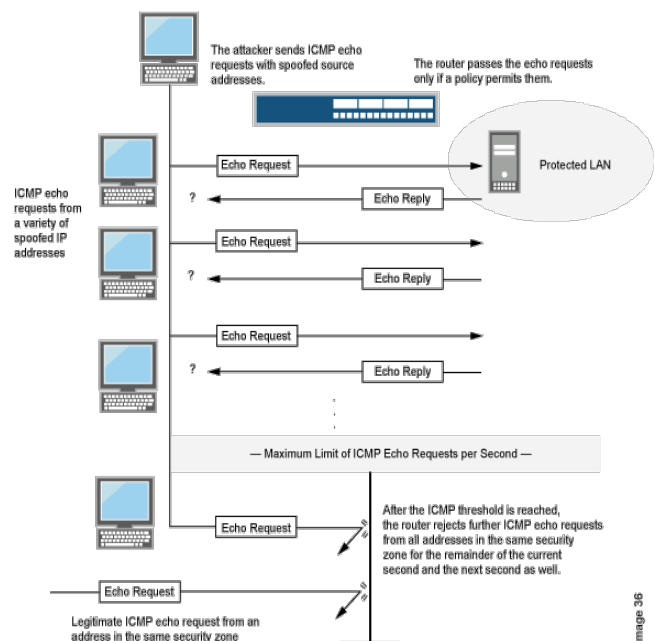 The attacker sends ICMP echo
requests with spoofed source
addresses.
The router passes the echo requests
only if a policy permits them.
Echo Request
Protected LAN
ICMP echo
requests from
a variety of
spoofed IP
addresses
?
Echo Reply
Echo Request
?
Echo Reply
Echo Request
?
Echo Reply
— Maximum Limit of ICMP Echo Requests per Second —
Echo Request
After the ICMP threshold is reached,
the router rejects further ICMP echo requests
from all addresses in the same security
zone for the remainder of the current
second and the next second as well.
Echo Request
Legitimate ICMP echo request from an
address in the same security zone
mage 36